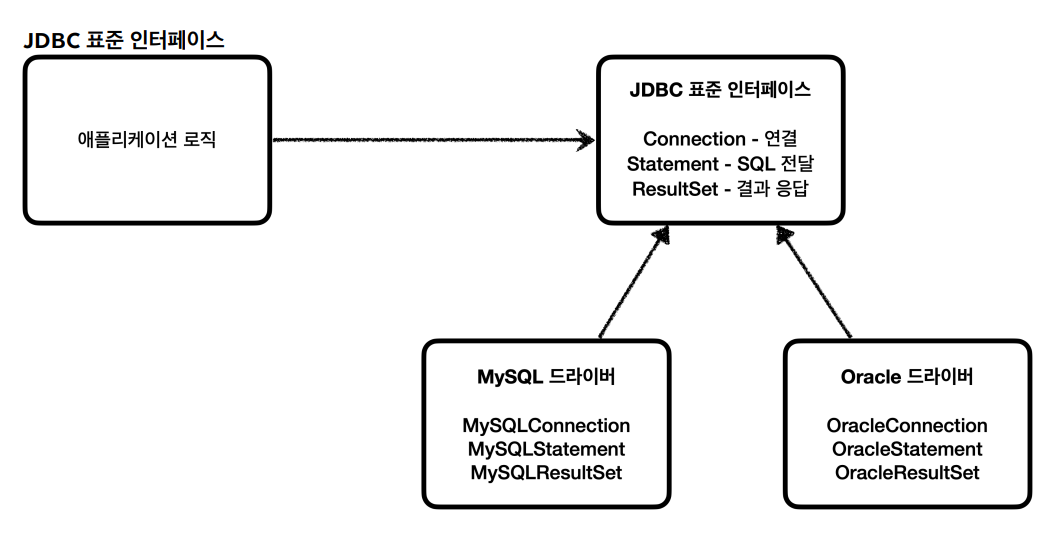 JDBC 표준 인터페이스
애플리케이션 로직
JDBC 표준 인터페이스
Connection - 연결
Statement - SQL 전달
ResultSet - 결과 응답
MySQL 드라이버
MySQLConnection
MySQLStatement
MySQLResultSet
Oracle 드라이버
OracleConnection
OracleStatement
OracleResultSet